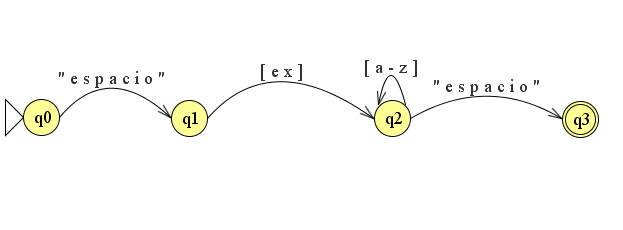 "espacio"
[ex]
[a-z]
"espacio"
q0
q1
q2
q3